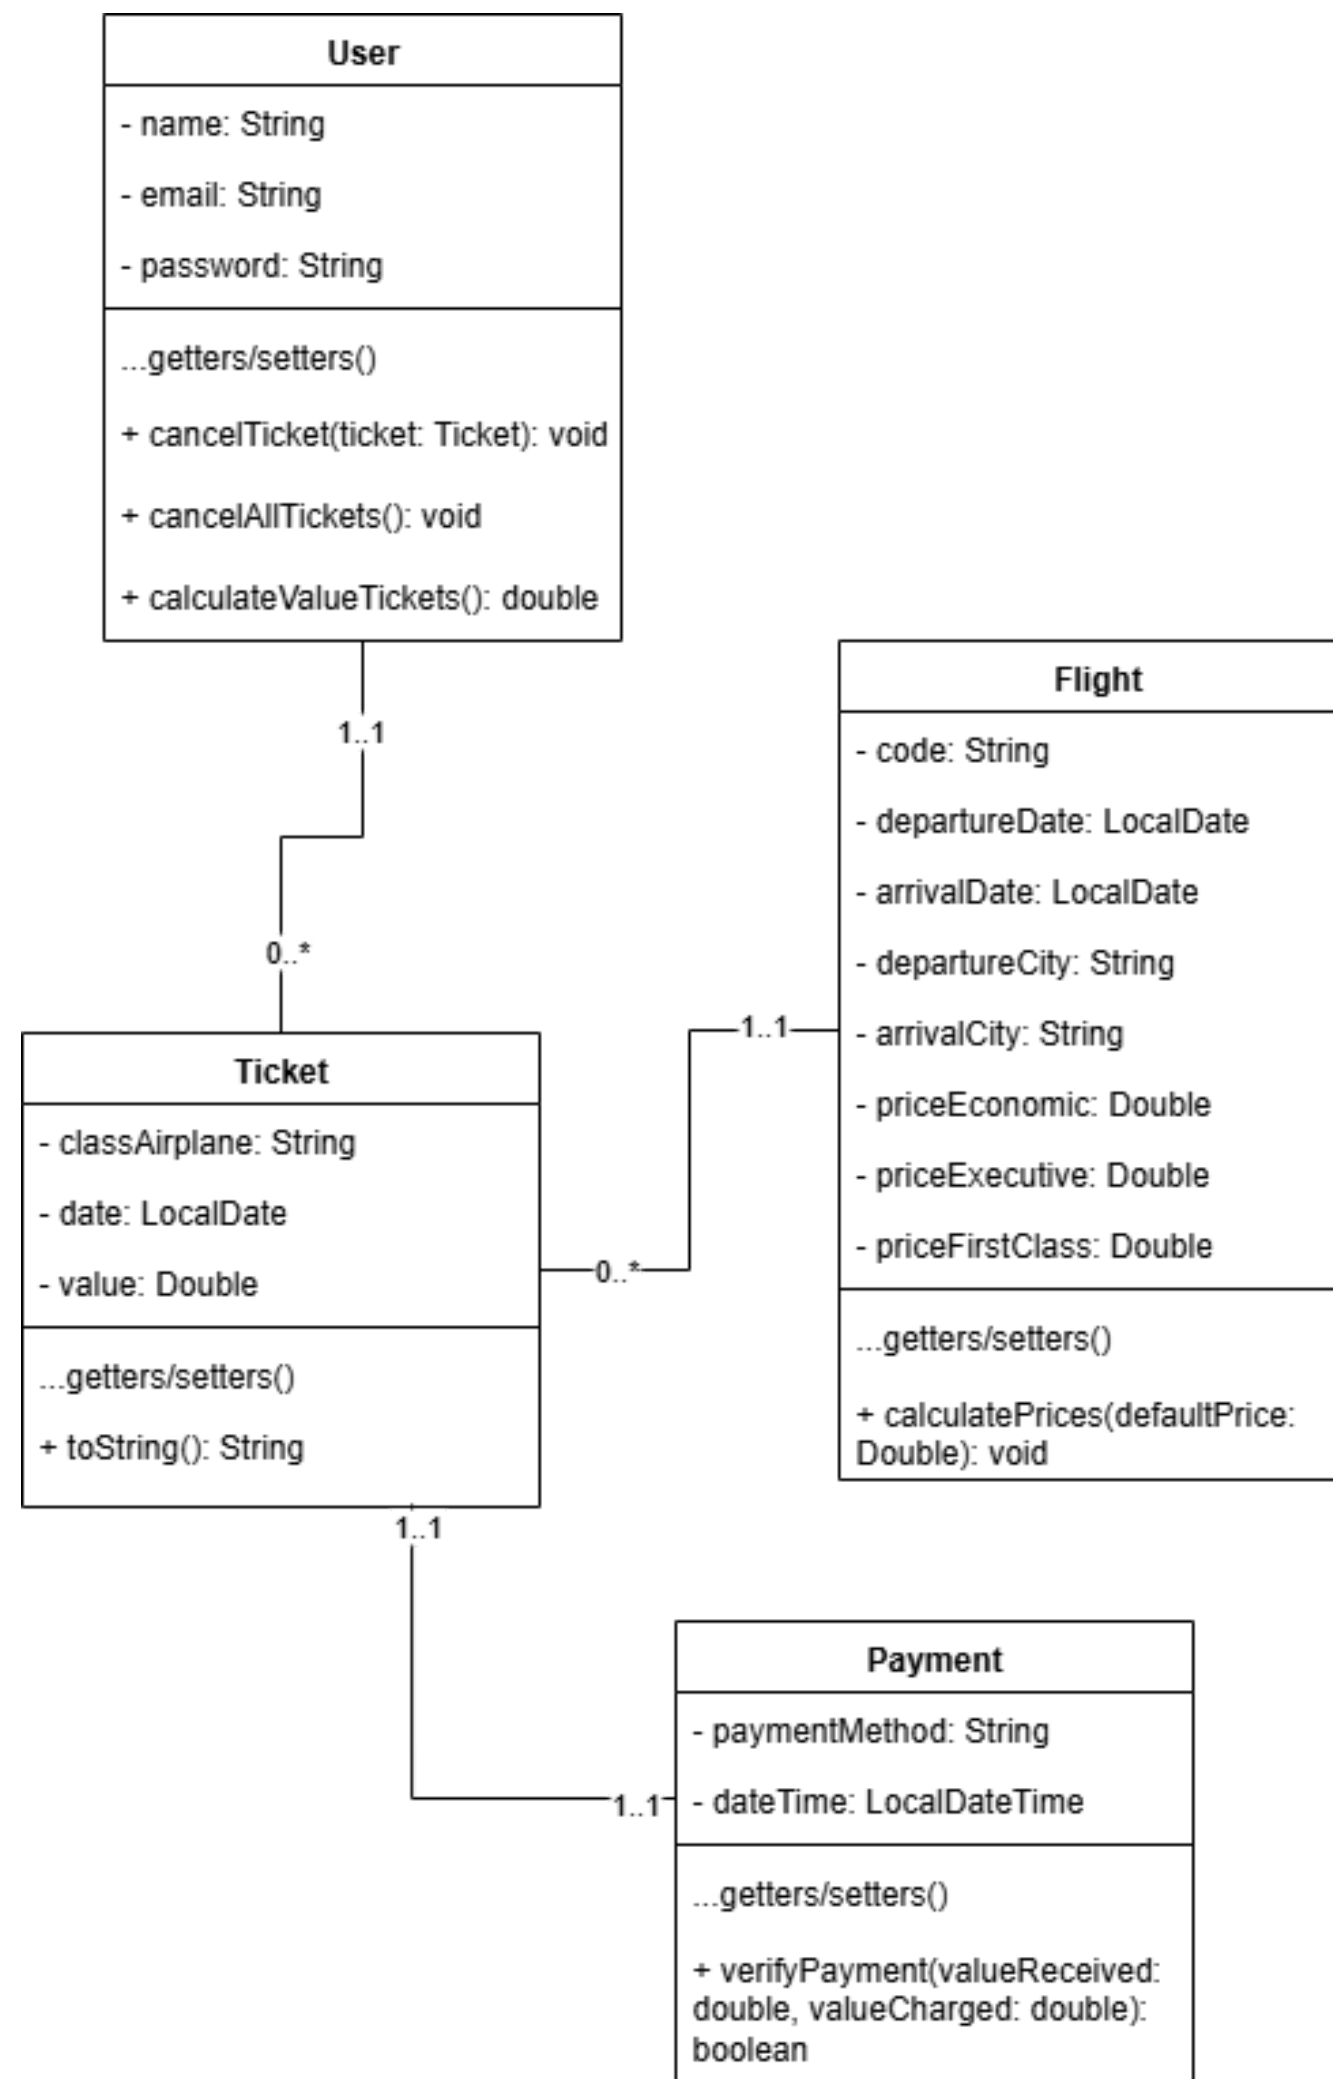 User
- name: String
- email: String
- password: String
...getters/setters()
+ cancelTicket(ticket: Ticket): void
+ cancelAllTickets(): void
+ calculateValueTickets(): double
1..1
0..*
Flight
- code: String
- departureDate: LocalDate
- arrivalDate: LocalDate
- departureCity: String
- arrivalCity: String
- priceEconomic: Double
- priceExecutive: Double
- priceFirstClass: Double
...getters/setters()
+ calculatePrices(defaultPrice:
Double): void
1..1
0..*
Ticket
- classAirplane: String
- date: LocalDate
- value: Double
...getters/setters()
+ toString(): String
1..1
1..1
Payment
- paymentMethod: String
- dateTime: LocalDateTime
...getters/setters()
+ verifyPayment(valueReceived:
double, valueCharged: double):
boolean